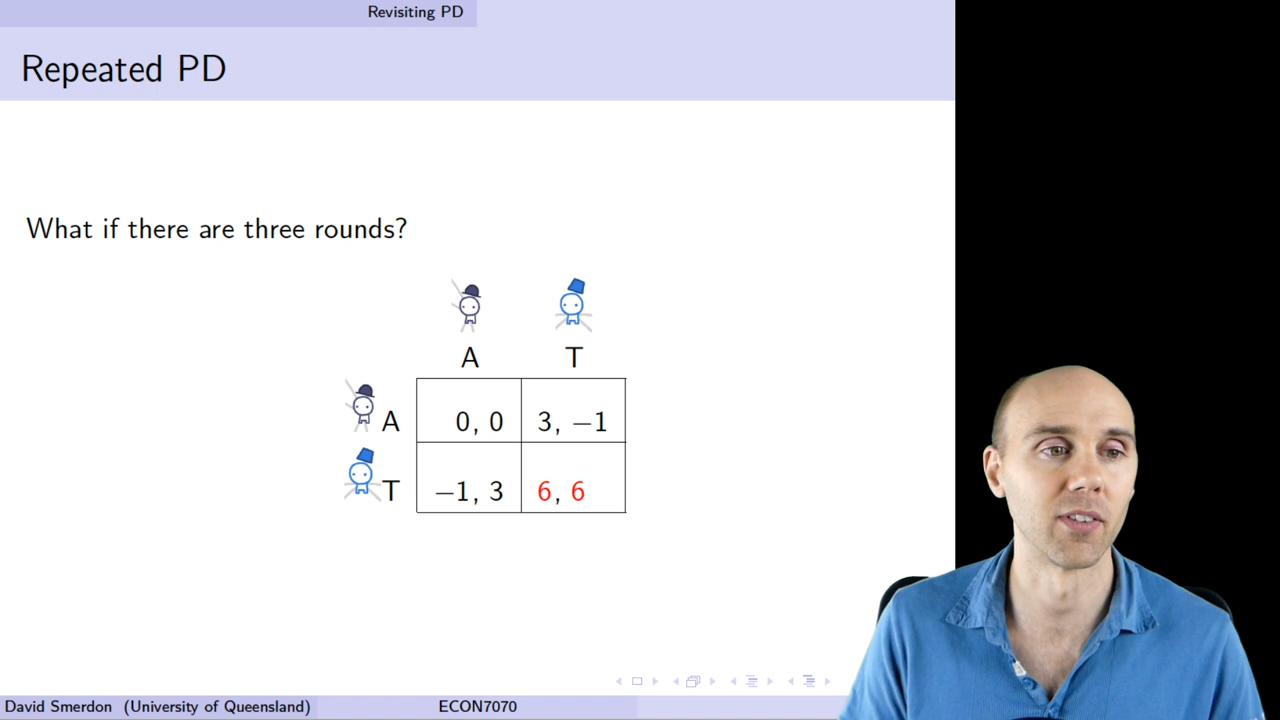 Revisiting PD
Repeated PD
What if there are three rounds?
A T
A 0, 0 3, −1
T −1, 3 6, 6
David Smerdon (University of Queensland) ECON7070